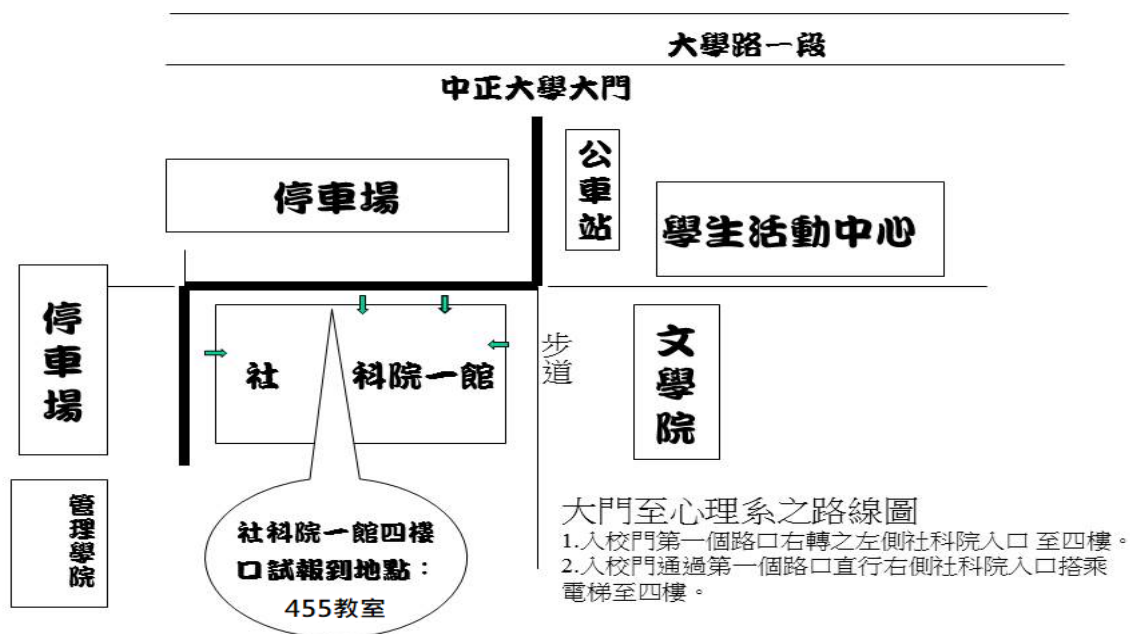 大學路一段
中正大學大門
公車站
停車場
學生活動中心
停車場
社 科院一館
步道
文學院
管理學院
社科院一館四樓
口試報到地點：
455教室
大門至心理系之路線圖
1.入校門第一個路口右轉之左側社科院入口 至四樓。
2.入校門通過第一個路口直行右側社科院入口搭乘
電梯至四樓。